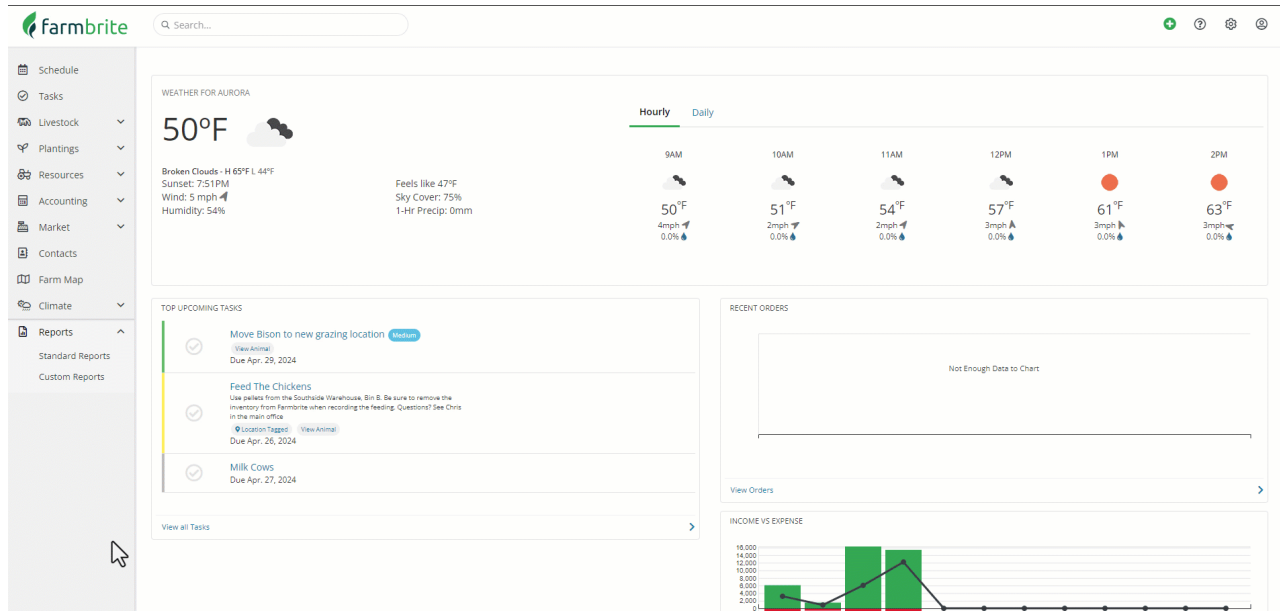 farmbrite
Search...
Schedule
Tasks
Livestock
Plantings
Resources
Accounting
Market
Contacts
Farm Map
Climate
Reports
Standard Reports
Custom Reports
WEATHER FOR AURORA
50°F
Broken Clouds - H 65°F L 44°F
Sunset: 7:51PM
Wind: 5 mph
Humidity: 54%
Feels like 47°F
Sky Cover: 75%
1-Hr Precip: 0mm
Hourly Daily
9AM 10AM 11AM 12PM 1PM 2PM
50°F 51°F 54°F 57°F 61°F 63°F
4mph 2mph 2mph 3mph 3mph 3mph
0.0% 0.0% 0.0% 0.0% 0.0% 0.0%
TOP UPCOMING TASKS
Move Bison to new grazing location Medium
View Animal
Due Apr. 29, 2024
Feed The Chickens
Use pellets from the Southside Warehouse, Bin B. Be sure to remove the
inventory from Farmbrite when recording the feeding. Questions? See Chris
in the main office
Location Tagged View Animal
Due Apr. 26, 2024
Milk Cows
Due Apr. 27, 2024
View all Tasks
RECENT ORDERS
Not Enough Data to Chart
View Orders
INCOME VS EXPENSE
16,000
14,000
12,000
10,000
8,000
6,000
4,000
2,000
0